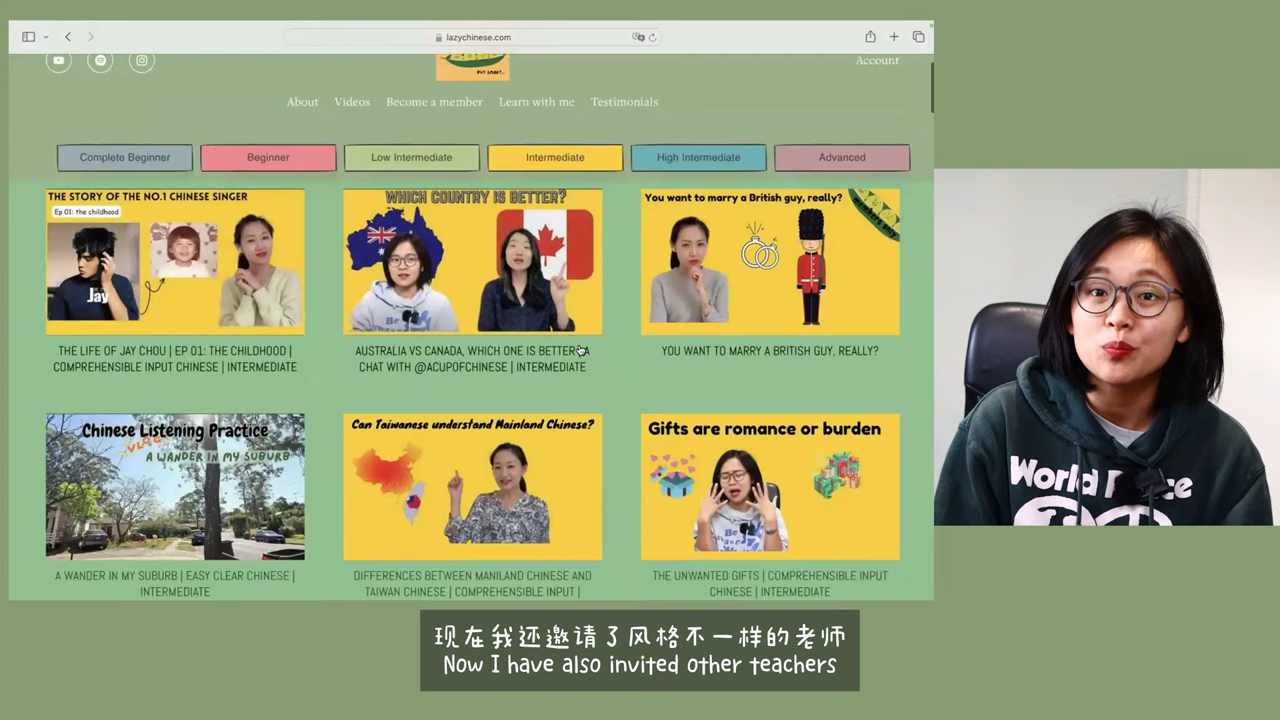 lazychinese.com
BUT SMART...
Account
About Videos Become a member Learn with me Testimonials
Complete Beginner Beginner Low Intermediate Intermediate High Intermediate Advanced
THE STORY OF THE NO.1 CHINESE SINGER
Ep 01: the childhood
Jay
THE LIFE OF JAY CHOU | EP 01: THE CHILDHOOD |
COMPREHENSIBLE INPUT CHINESE | INTERMEDIATE
WHICH COUNTRY IS BETTER?
AUSTRALIA VS CANADA, WHICH ONE IS BETTER A
CHAT WITH @ACUPOFCHINESE | INTERMEDIATE
You want to marry a British guy, really?
YOU WANT TO MARRY A BRITISH GUY, REALLY?
Chinese Listening Practice
VLOG
A WANDER IN MY SUBURB
A WANDER IN MY SUBURB | EASY CLEAR CHINESE |
INTERMEDIATE
Can Taiwanese understand Mainland Chinese?
DIFFERENCES BETWEEN MANILAND CHINESE AND
TAIWAN CHINESE | COMPREHENSIBLE INPUT |
Gifts are romance or burden
THE UNWANTED GIFTS | COMPREHENSIBLE INPUT
CHINESE | INTERMEDIATE
World
现在我还邀请了风格不一样的老师
Now I have also invited other teachers